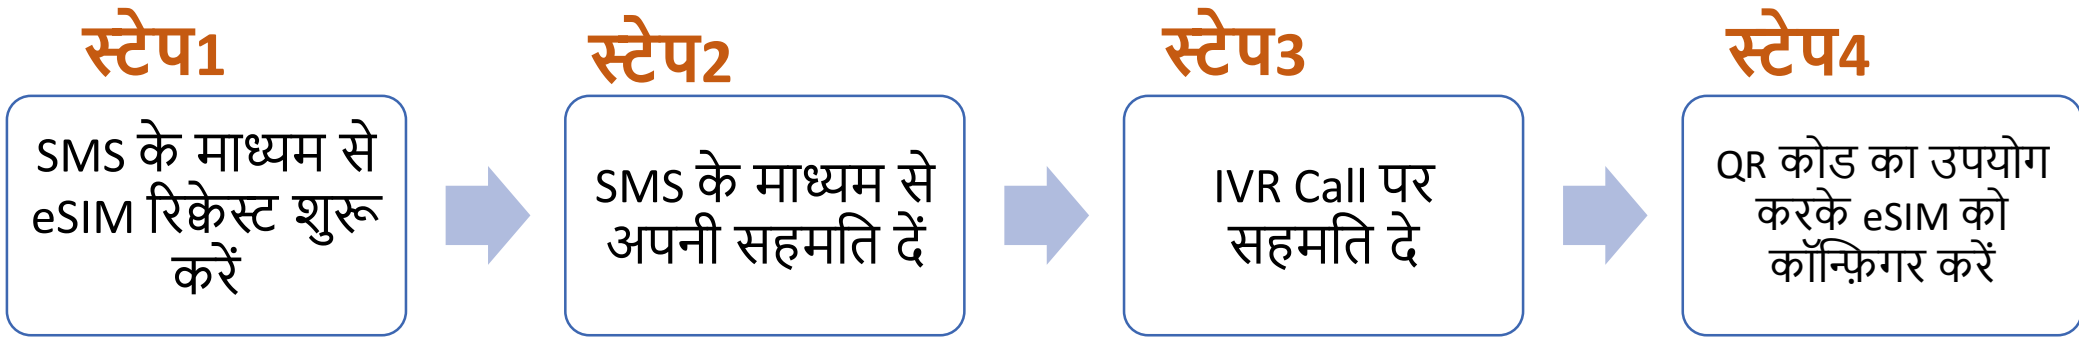 स्टेप1
SMS के माध्यम से
eSIM रिक्वेस्ट शुरू
करें
स्टेप2
SMS के माध्यम से
अपनी सहमति दें
स्टेप3
IVR Call पर
सहमति दे
स्टेप4
QR कोड का उपयोग
करके eSIM को
कॉन्फ़िगर करें